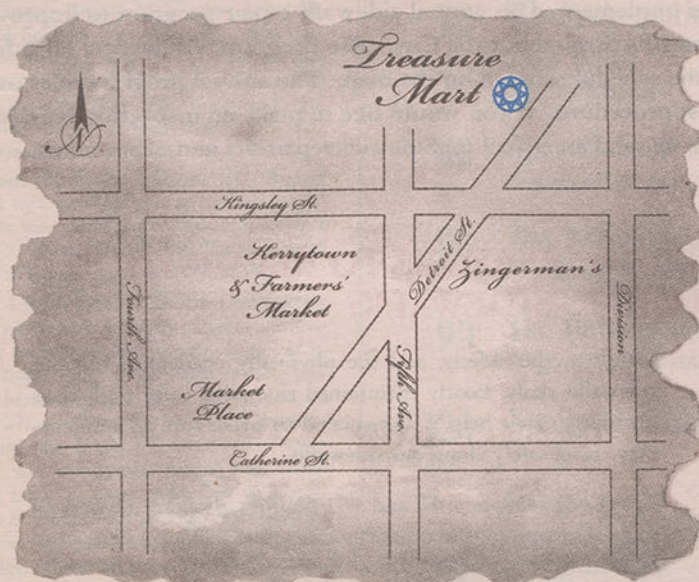 Treasure
Mart
N
Kingsley St.
Kerrytown
& Farmers'
Market
Detroit St.
Zingerman's
Fourth Ave.
Division
Market
Place
Fifth Ave.
Catherine St.